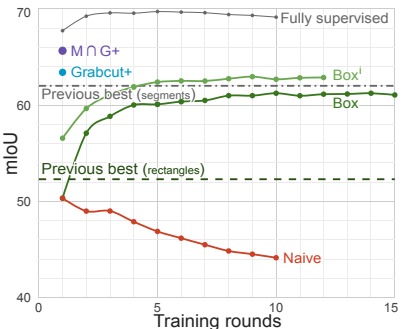 70
Fully supervised
M ∩ G+
Grabcut+
Boxⁱ
Previous best (segments)
Box
60
mIoU
Previous best (rectangles)
50
Naive
40
0 5 10 15
Training rounds